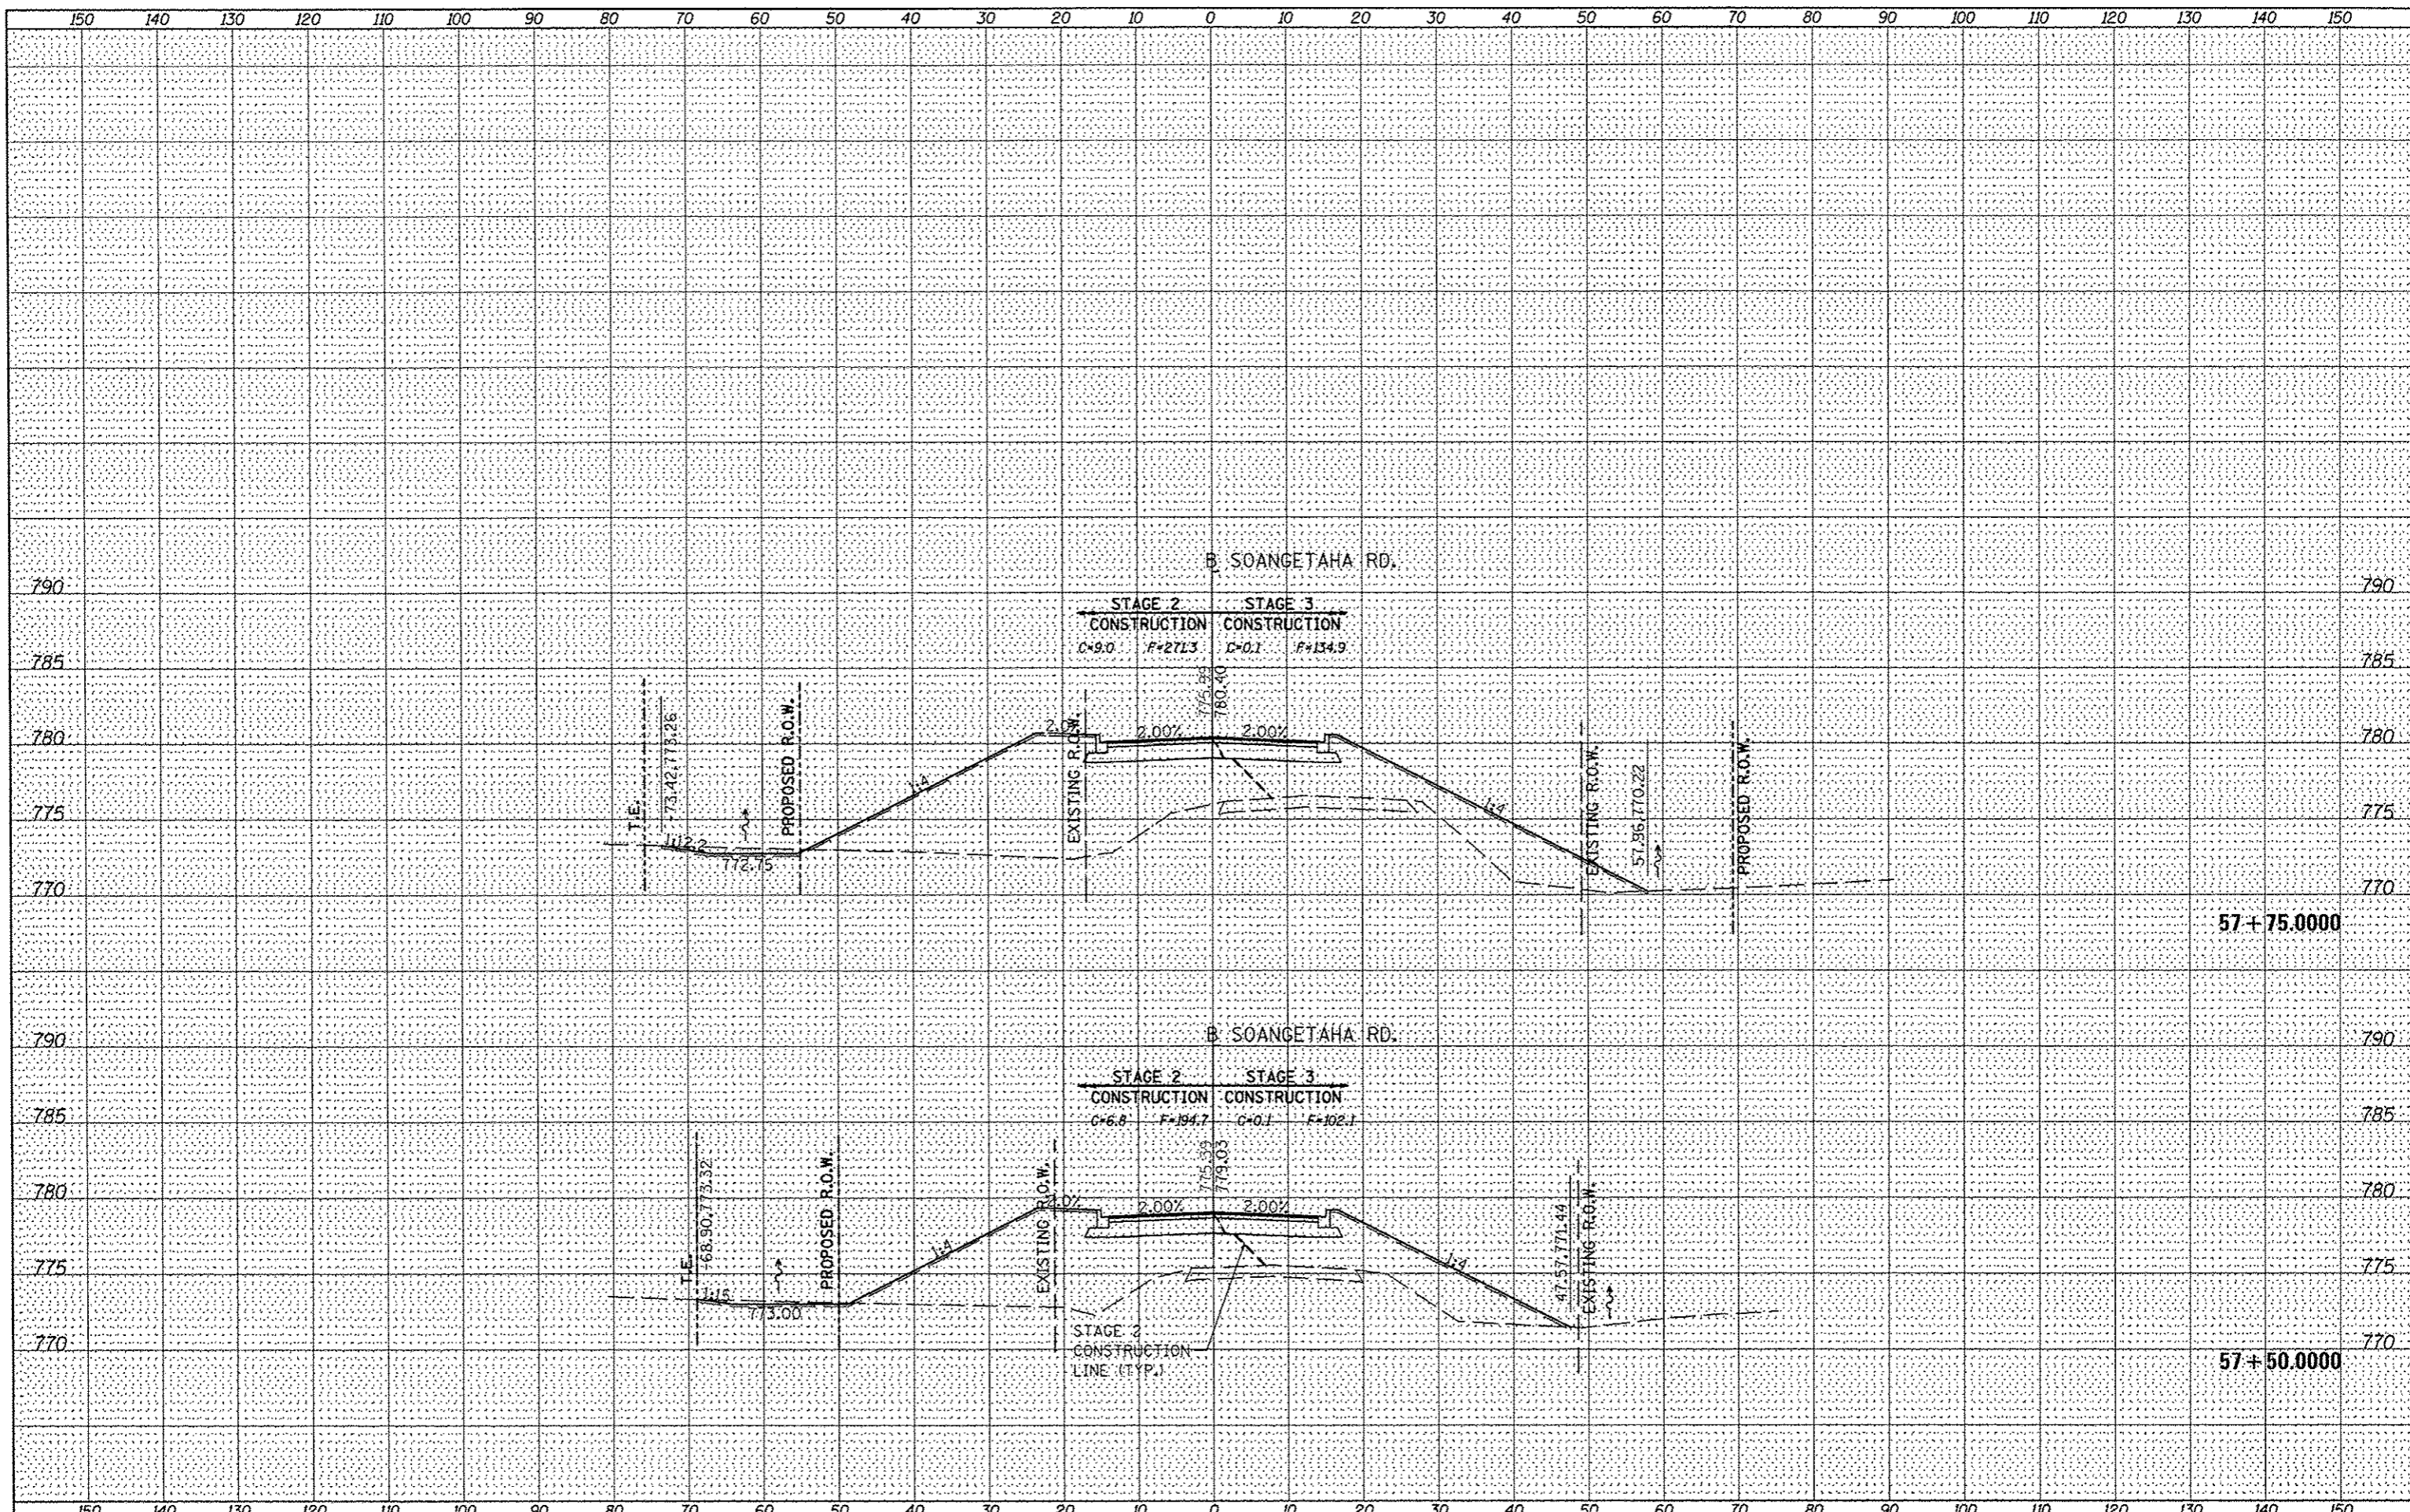 150 140 130 120 110 100 90 80 70 60 50 40 30 20 10 0 10 20 30 40 50 60 70 80 90 100 110 120 130 140 150
B SOANGETAHA RD.
790 790
STAGE 2 STAGE 3
CONSTRUCTION CONSTRUCTION
C=9.0 F=271.3 C=0.1 F=134.9
785 785
775.99
780.40
T.E.
73.42,773.26
PROPOSED R.O.W.
EXISTING R.O.W.
EXISTING R.O.W.
57.96,770.22
PROPOSED R.O.W.
780 2.00% 2.00% 780
1:4 1:4
775 775
1:12.2
772.75
770 770
57+75.0000
B SOANGETAHA RD.
790 790
STAGE 2 STAGE 3
CONSTRUCTION CONSTRUCTION
C=6.8 F=194.7 C=0.1 F=102.1
785 785
775.39
779.03
T.E.
68.90,773.32
PROPOSED R.O.W.
EXISTING R.O.W.
47.57,771.44
EXISTING R.O.W.
780 2.00% 2.00% 780
1:4 1:4
775 775
1:15
773.00
STAGE 2
CONSTRUCTION
LINE (TYP.)
770 770
57+50.0000
150 140 130 120 110 100 90 80 70 60 50 40 30 20 10 0 10 20 30 40 50 60 70 80 90 100 110 120 130 140 150